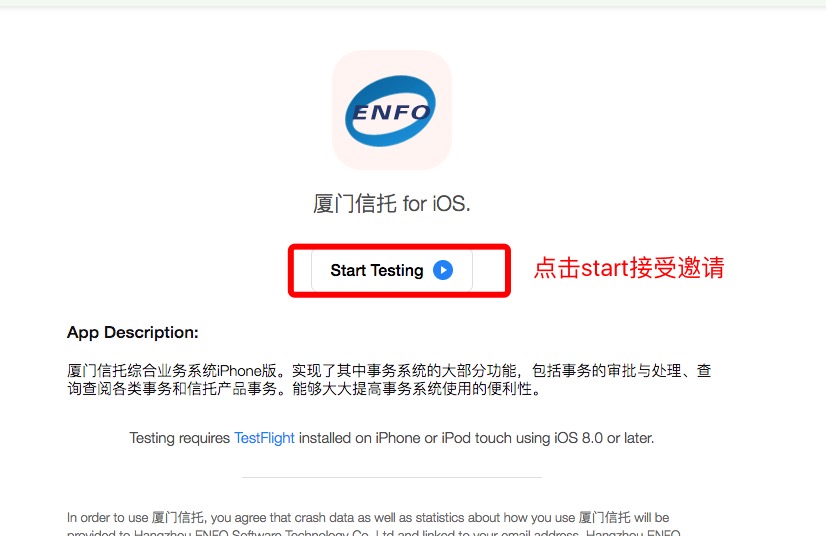 ENFO
厦门信托 for iOS.
Start Testing
点击start接受邀请
App Description:
厦门信托综合业务系统iPhone版。实现了其中事务系统的大部分功能，包括事务的审批与处理、查
询查阅各类事务和信托产品事务。能够大大提高事务系统使用的便利性。
Testing requires TestFlight installed on iPhone or iPod touch using iOS 8.0 or later.
In order to use 厦门信托, you agree that crash data as well as statistics about how you use 厦门信托 will be
provided to Hangzhou ENFO Software Technology Co. Ltd and linked to your email address. Hangzhou ENFO